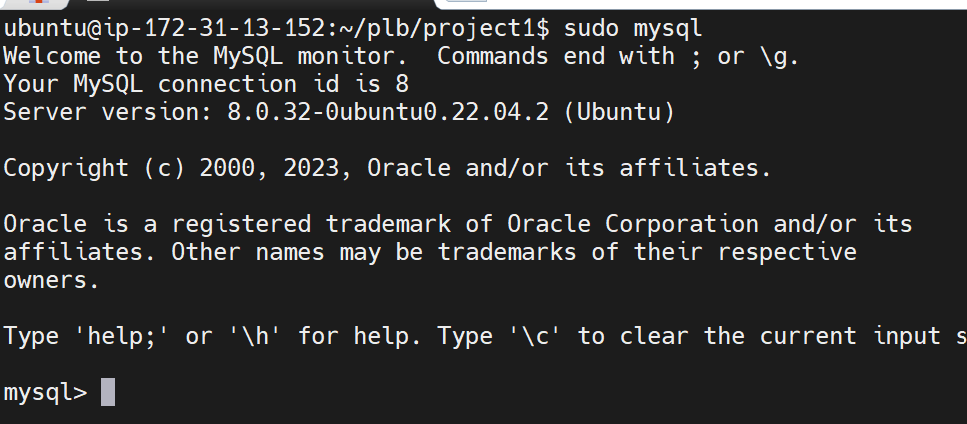 ubuntu@ip-172-31-13-152:~/plb/project1$ sudo mysql
Welcome to the MySQL monitor.  Commands end with ; or \g.
Your MySQL connection id is 8
Server version: 8.0.32-0ubuntu0.22.04.2 (Ubuntu)

Copyright (c) 2000, 2023, Oracle and/or its affiliates.

Oracle is a registered trademark of Oracle Corporation and/or its
affiliates. Other names may be trademarks of their respective
owners.

Type 'help;' or '\h' for help. Type '\c' to clear the current input s

mysql>